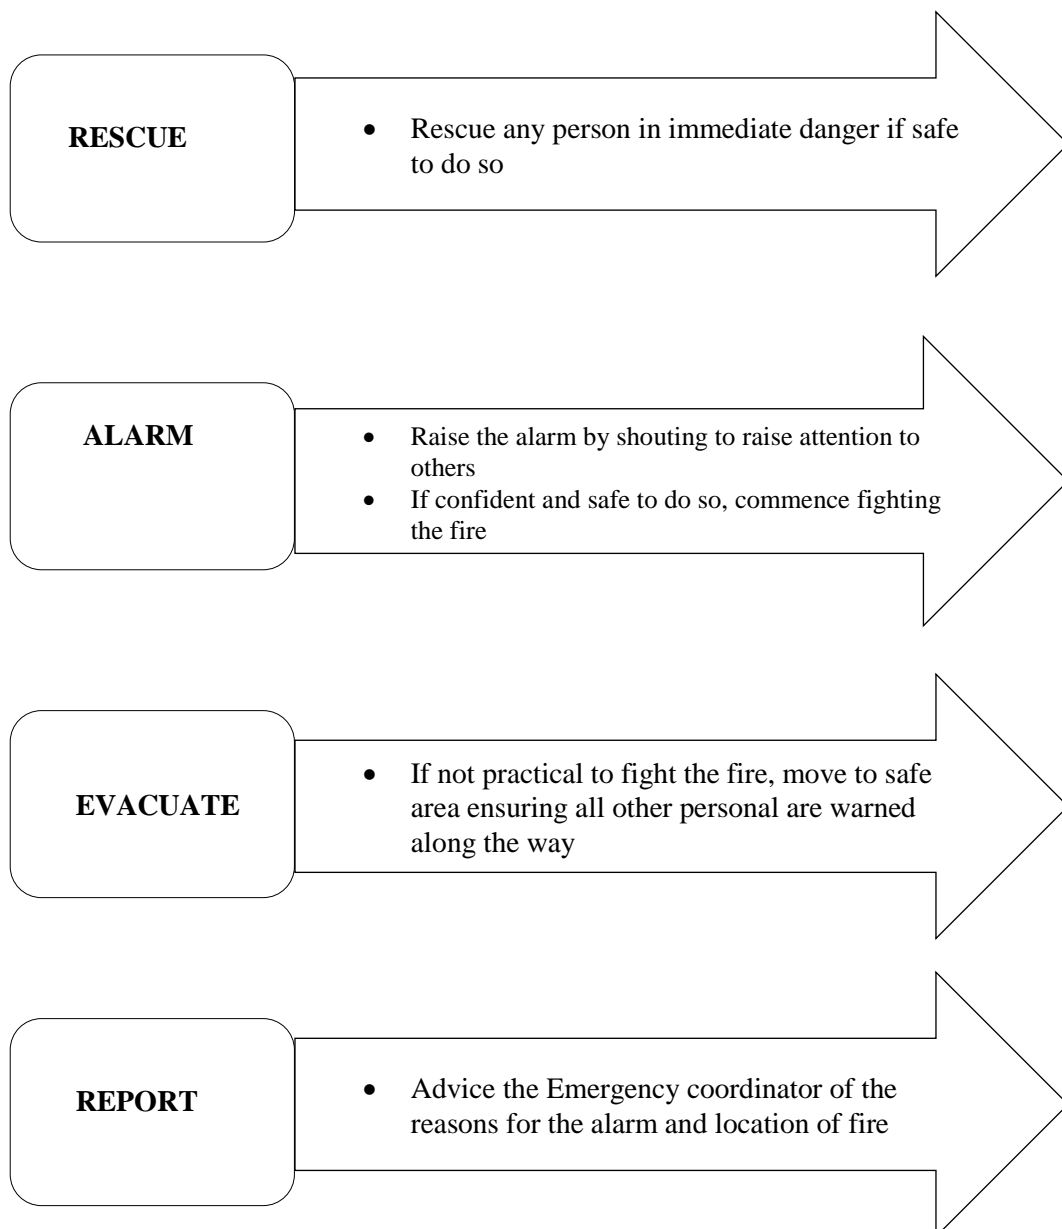 RESCUE
• Rescue any person in immediate danger if safe
to do so
ALARM
• Raise the alarm by shouting to raise attention to
others
• If confident and safe to do so, commence fighting
the fire
EVACUATE
• If not practical to fight the fire, move to safe
area ensuring all other personal are warned
along the way
REPORT
• Advice the Emergency coordinator of the
reasons for the alarm and location of fire